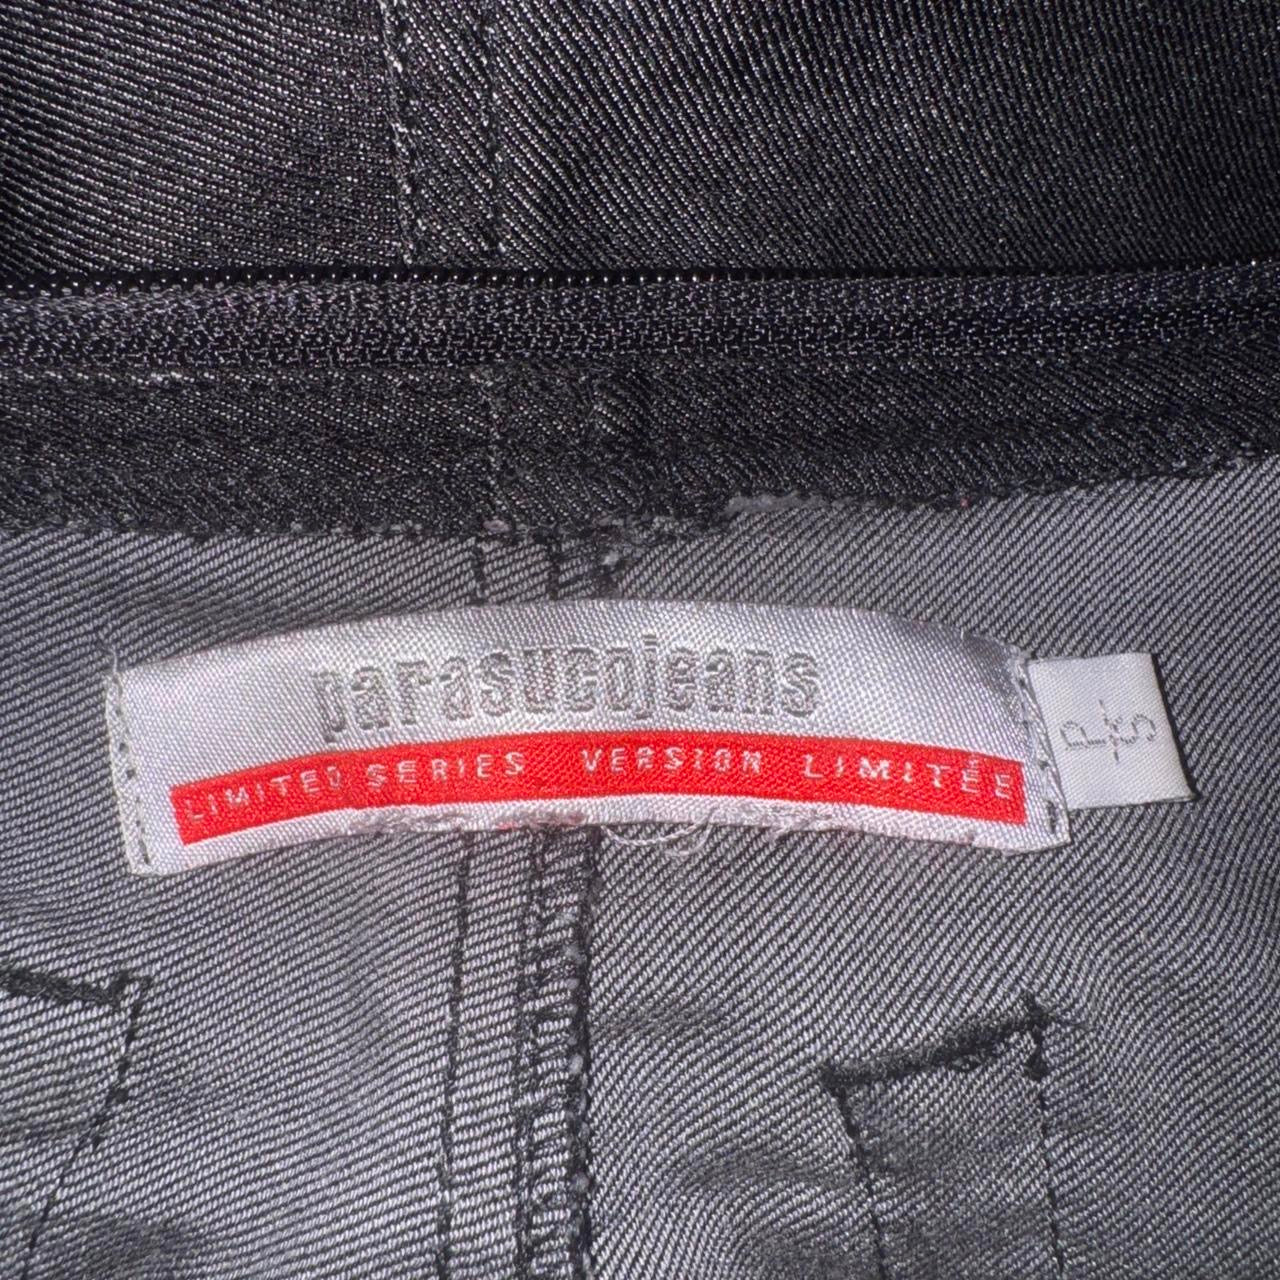 parasucojeans
LIMITED SERIES VERSION LIMITÉE
P/S